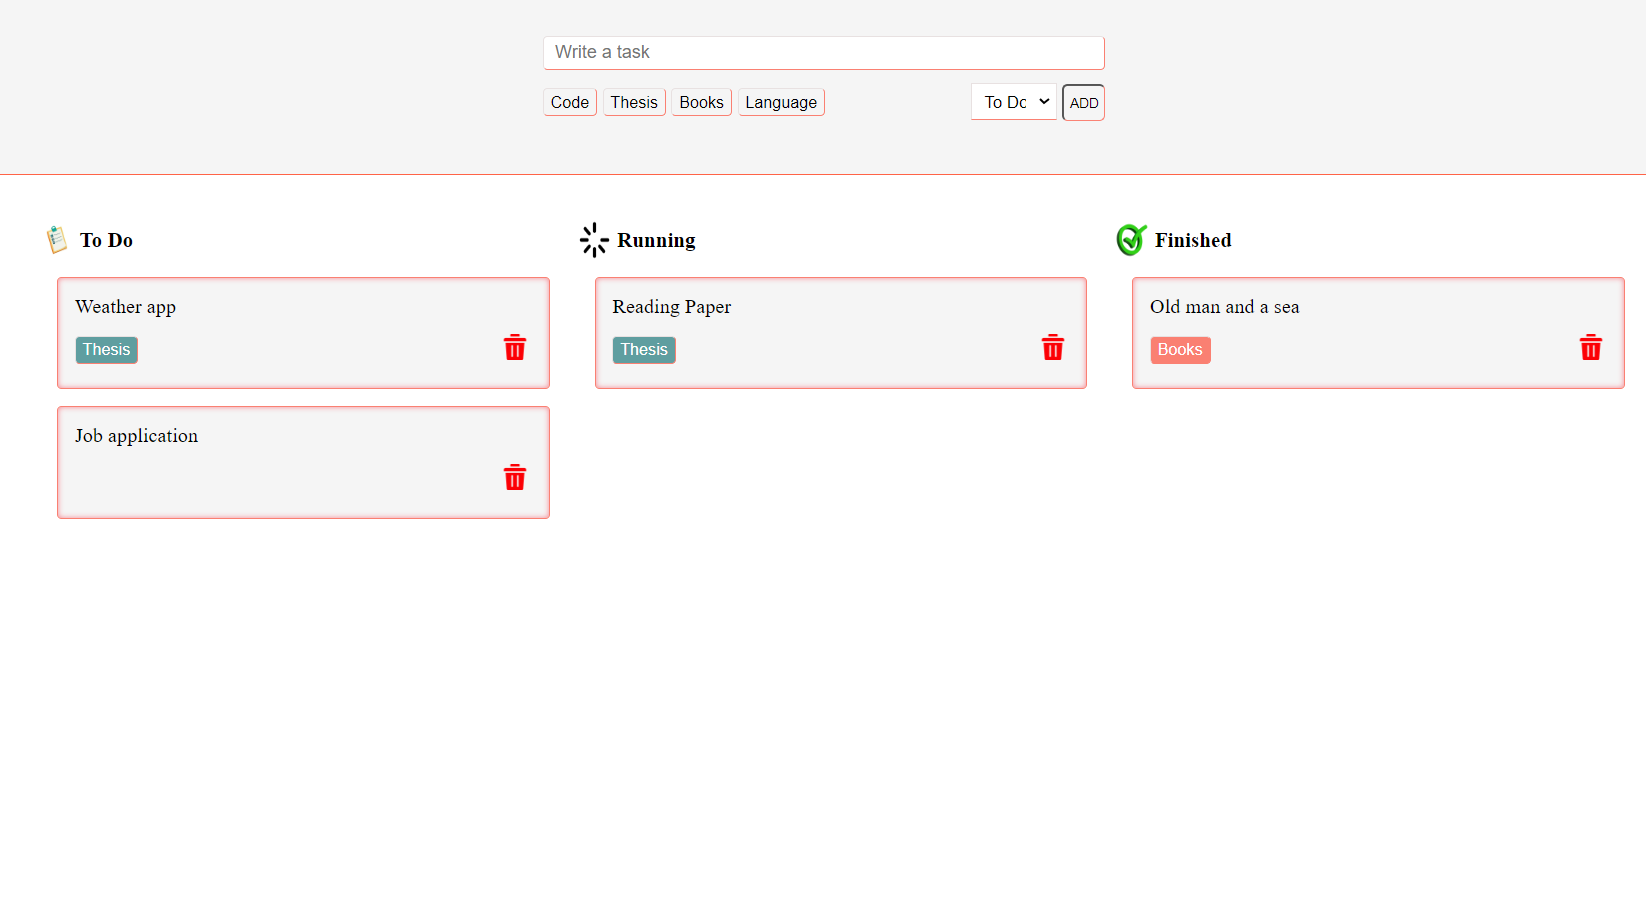 Write a task
Code Thesis Books Language To Do ADD
To Do
Weather app
Thesis
Job application
Running
Reading Paper
Thesis
Finished
Old man and a sea
Books